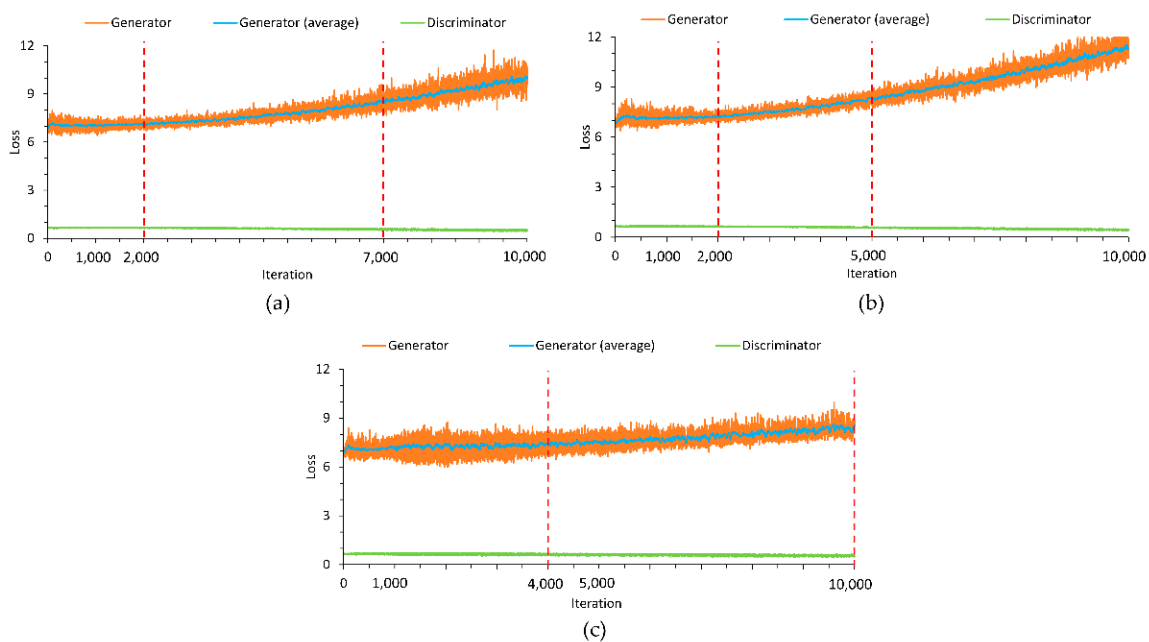 Generator Generator (average) Discriminator
12
9
6
3
0
Loss
0 1,000 2,000 7,000 10,000
Iteration
(a)
Generator Generator (average) Discriminator
12
9
6
3
0
Loss
0 1,000 2,000 5,000 10,000
Iteration
(b)
Generator Generator (average) Discriminator
12
9
6
3
0
Loss
0 1,000 4,000 5,000 10,000
Iteration
(c)